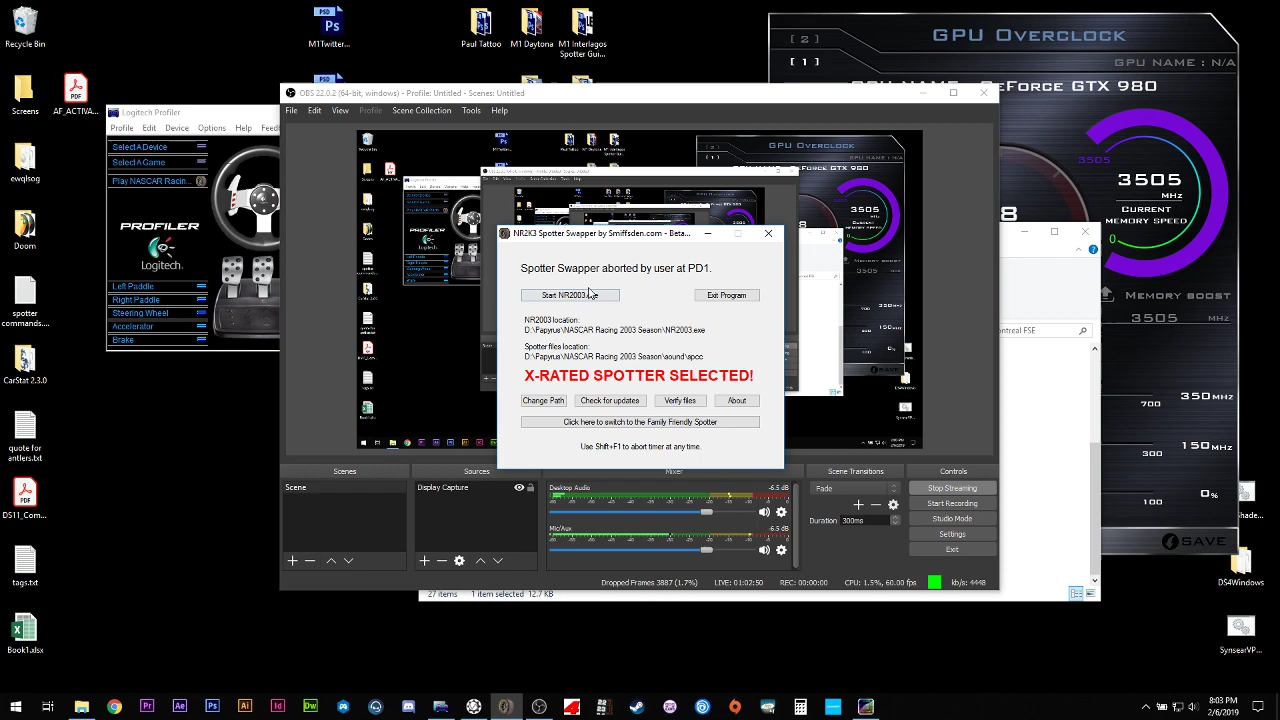 Recycle Bin
M1Twitter...
Paul Tattoo
M1 Daytona
M1 Interlagos
Spotter Gui...
Screens
AF_ACTIVA...
ewqlsog
Doom
spotter
commands....
CarStat 2.3.0
quote for
antlers.txt
DS11_Com...
tags.txt
Book1.xlsx
GPU Overclock
[ 2 ]
[ 1 ]
GPU NAME : N/A
eForce GTX 980
3505
3505
MHz
Current
Memory speed
0
Memory boost
3505
MHz
700
350 MHz
300
150 MHz
100
0%
SAVE
Logitech Profiler
Profile Edit Device Options Help
Select A Device
Select A Game
Play NASCAR Racin...
PROFILER
Logitech
Left Paddle
Right Paddle
Steering Wheel
Accelerator
Brake
OBS 22.0.2 (64-bit, windows) - Profile: Untitled - Scenes: Untitled
File Edit View Profile Scene Collection Tools Help
NR2K3 Spotter Swapper by Smiffsden.com - Beta...
Spotter Swapper aborted by user at PD1.
Exit Program
NR2003 location:
D:\Papyrus\NASCAR Racing 2003 Season\NR2003.exe
Spotter files location:
D:\Papyrus\NASCAR Racing 2003 Season\sound\spcc
X-RATED SPOTTER SELECTED!
Change Path Check for updates Verify files About
Click here to switch to the Family Friendly Spotter
Use Shift+F1 to abort timer at any time.
Scenes
Scene
Sources
Display Capture
Mixer
Desktop Audio -6.5 dB
Mic/Aux -6.5 dB
Scene Transitions
Fade
Duration 300ms
Controls
Stop Streaming
Start Recording
Studio Mode
Settings
Exit
Dropped Frames 3887 (1.7%) LIVE: 01:02:50 REC: 00:00:00 CPU: 1.5%, 60.00 fps kb/s: 4448
27 items 1 item selected 12.7 KB
ontreal FSE
DS4Windows
SynsearVP...
8:03 PM
2/6/2019